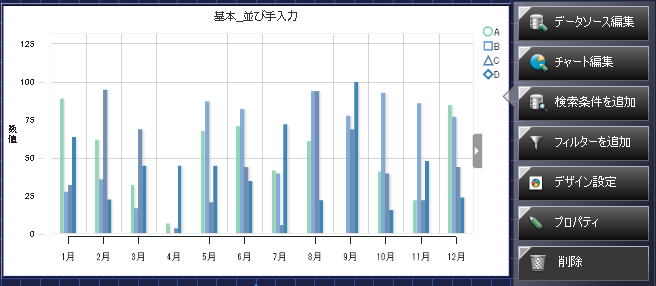 基本_並び手入力
A
B
C
D
数値
125
100
75
50
25
0
1月 2月 3月 4月 5月 6月 7月 8月 9月 10月 11月 12月
データソース編集
チャート編集
検索条件を追加
フィルターを追加
デザイン設定
プロパティ
削除